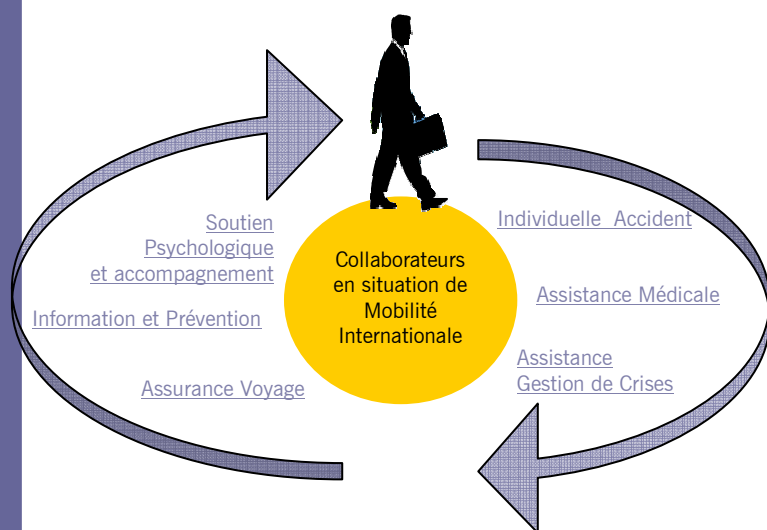 Soutien
Psychologique
et accompagnement
Information et Prévention
Assurance Voyage
Collaborateurs
en situation de
Mobilité
Internationale
Individuelle Accident
Assistance Médicale
Assistance
Gestion de Crises